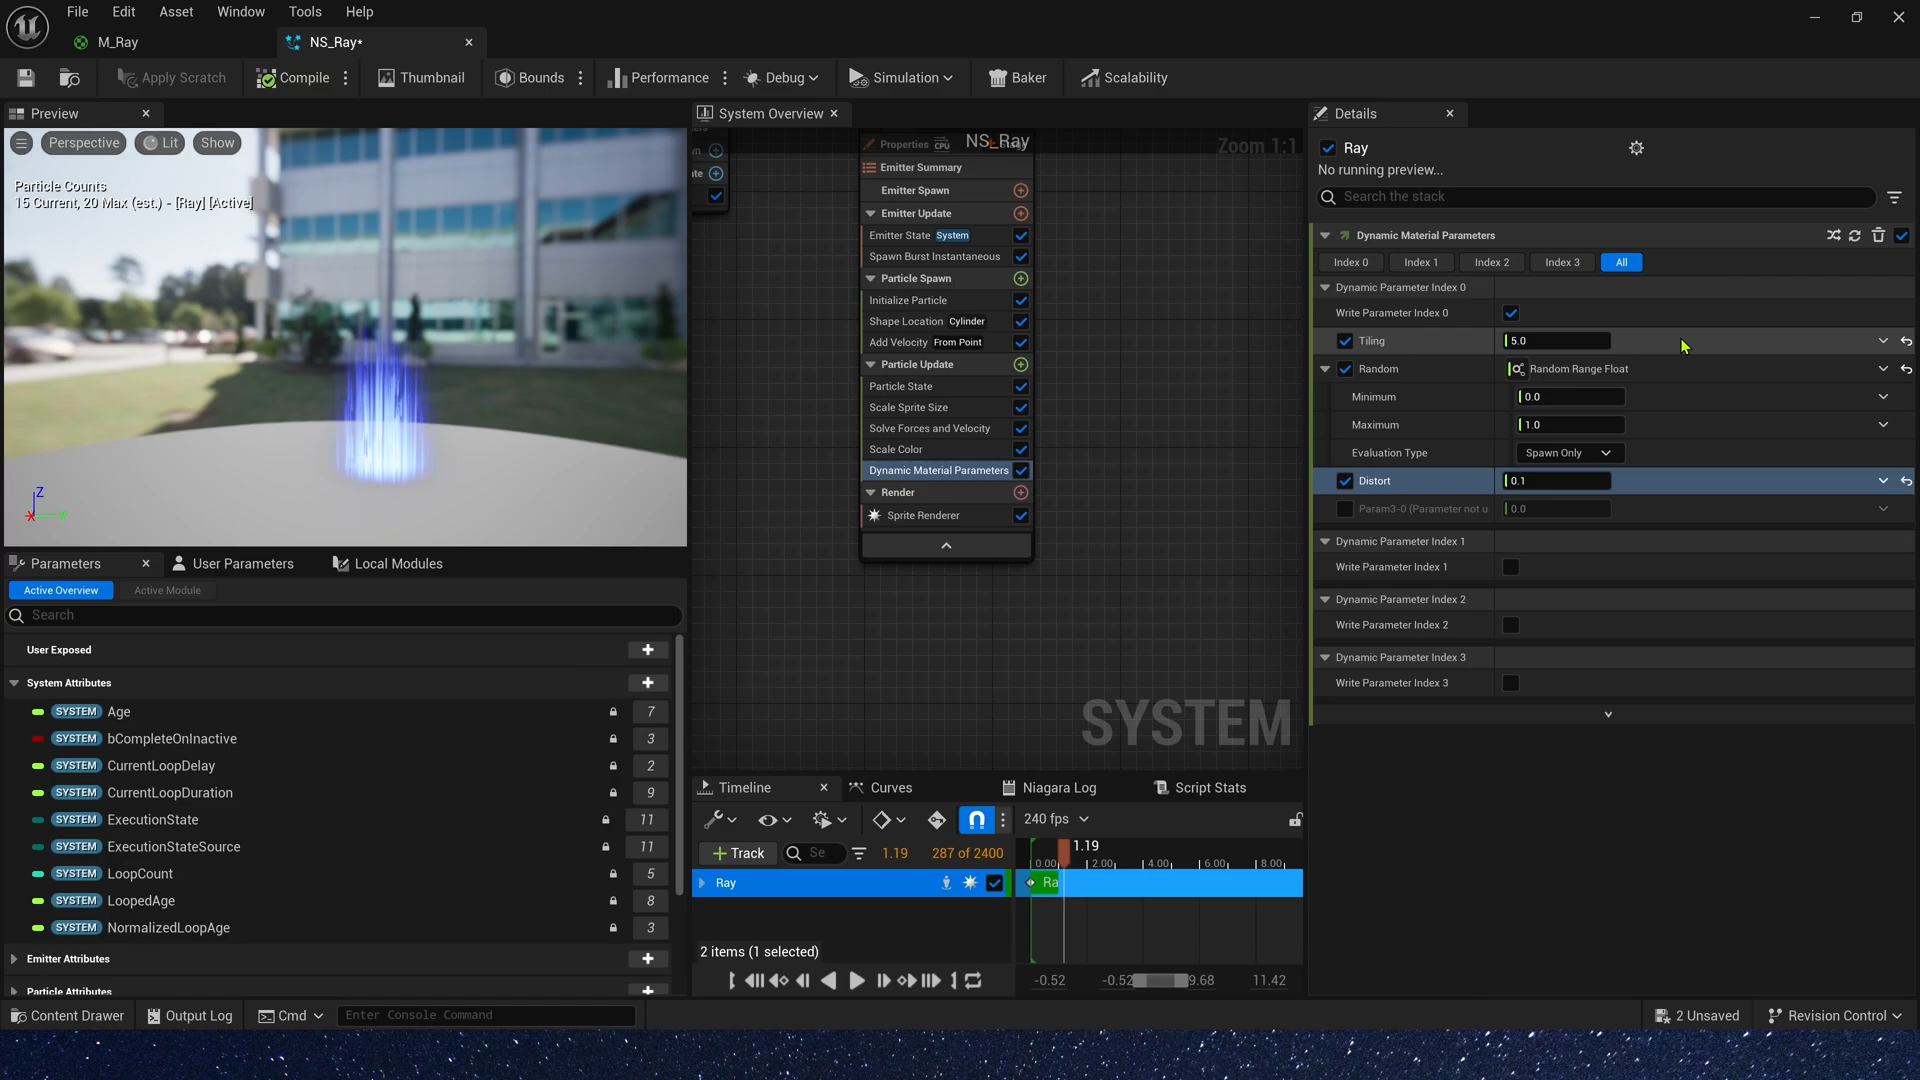 File Edit Asset Window Tools Help
M_Ray
NS_Ray*
Apply Scratch Compile Thumbnail Bounds Performance Debug Simulation Baker Scalability
Preview
Perspective Lit Show
Particle Counts
15 Current, 20 Max (est.) - [Ray] [Active]
Z
X
Parameters User Parameters Local Modules
Active Overview Active Module
Search
User Exposed
System Attributes
SYSTEM Age 7
SYSTEM bCompleteOnInactive 3
SYSTEM CurrentLoopDelay 2
SYSTEM CurrentLoopDuration 9
SYSTEM ExecutionState 11
SYSTEM ExecutionStateSource 11
SYSTEM LoopCount 5
SYSTEM LoopedAge 8
SYSTEM NormalizedLoopAge 3
Emitter Attributes
Particle Attributes
System Overview
NS_Ray
Zoom 1:1
Properties CPU
Emitter Summary
Emitter Spawn
Emitter Update
Emitter State System
Spawn Burst Instantaneous
Particle Spawn
Initialize Particle
Shape Location Cylinder
Add Velocity From Point
Particle Update
Particle State
Scale Sprite Size
Solve Forces and Velocity
Scale Color
Dynamic Material Parameters
Render
Sprite Renderer
SYSTEM
Timeline Curves Niagara Log Script Stats
240 fps
Track Se 1.19 287 of 2400
1.19
0.00 2.00 4.00 6.00 8.00
Ray
Ra
2 items (1 selected)
-0.52 -0.52 9.68 11.42
Details
Ray
No running preview...
Search the stack
Dynamic Material Parameters
Index 0 Index 1 Index 2 Index 3 All
Dynamic Parameter Index 0
Write Parameter Index 0
Tiling 5.0
Random Random Range Float
Minimum 0.0
Maximum 1.0
Evaluation Type Spawn Only
Distort 0.1
Param3-0 (Parameter not u 0.0
Dynamic Parameter Index 1
Write Parameter Index 1
Dynamic Parameter Index 2
Write Parameter Index 2
Dynamic Parameter Index 3
Write Parameter Index 3
Content Drawer Output Log Cmd Enter Console Command 2 Unsaved Revision Control